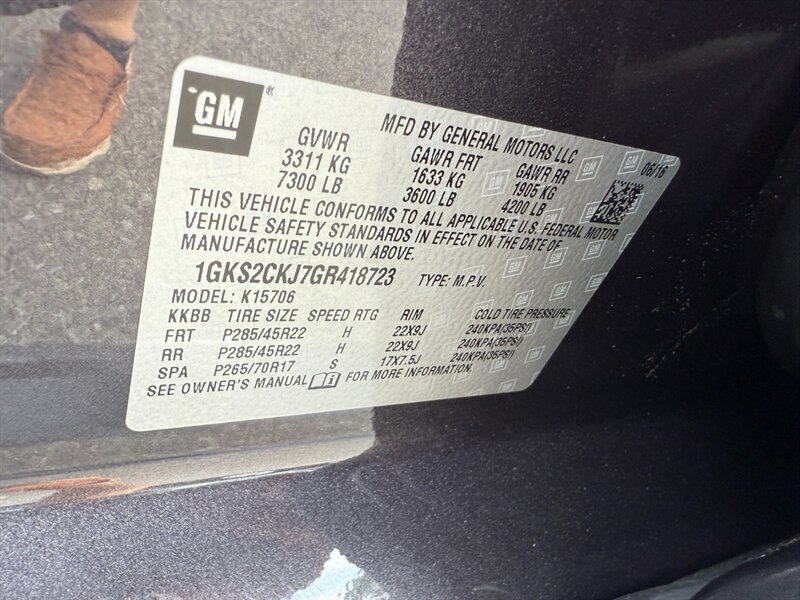 GM®
MFD BY GENERAL MOTORS LLC
06/16
GVWR GAWR FRT GAWR RR
3311 KG 1633 KG 1905 KG
7300 LB 3600 LB 4200 LB
THIS VEHICLE CONFORMS TO ALL APPLICABLE U.S. FEDERAL MOTOR
VEHICLE SAFETY STANDARDS IN EFFECT ON THE DATE OF
MANUFACTURE SHOWN ABOVE.
1GKS2CKJ7GR418723 TYPE: M.P.V.
MODEL: K15706
KKBB TIRE SIZE SPEED RTG RIM COLD TIRE PRESSURE
FRT P285/45R22 H 22X9J 240KPA(35PSI)
RR P285/45R22 H 22X9J 240KPA(35PSI)
SPA P265/70R17 S 17X7.5J 240KPA(35PSI)
SEE OWNER'S MANUAL FOR MORE INFORMATION.